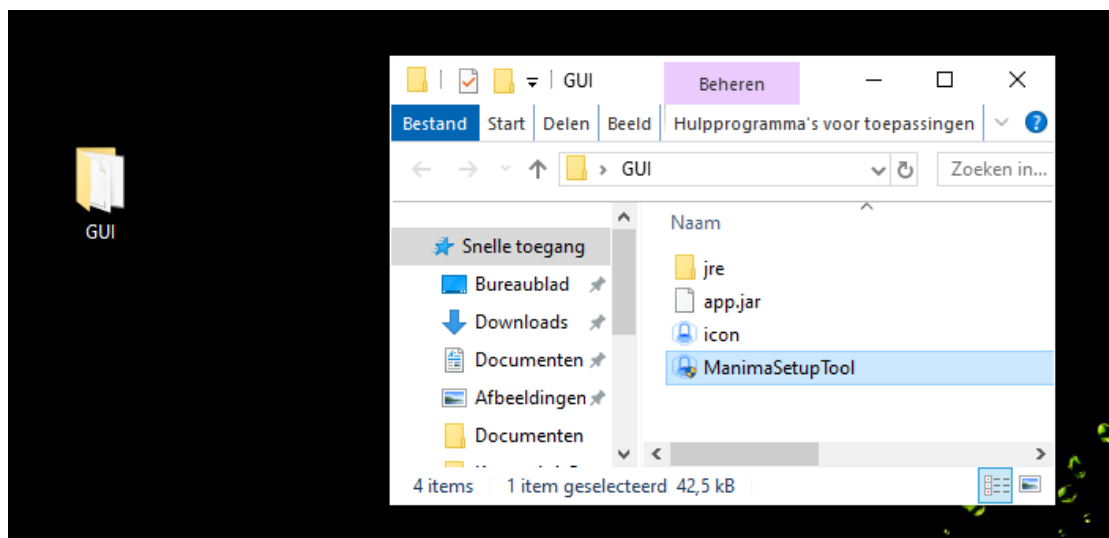 GUI
GUI
Beheren
Bestand Start Delen Beeld Hulpprogramma's voor toepassingen
GUI
Zoeken in...
Snelle toegang
Bureaublad
Downloads
Documenten
Afbeeldingen
Documenten
Naam
jre
app.jar
icon
ManimaSetupTool
4 items 1 item geselecteerd 42,5 kB